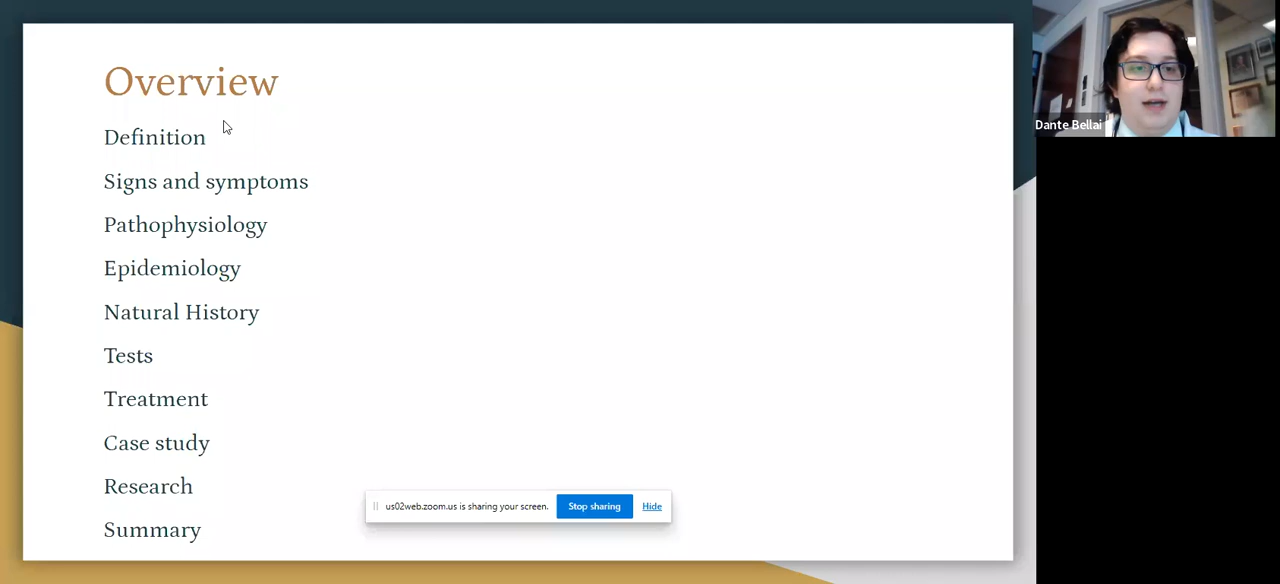 Overview
Definition
Signs and symptoms
Pathophysiology
Epidemiology
Natural History
Tests
Treatment
Case study
Research
Summary
us02web.zoom.us is sharing your screen. Stop sharing Hide
Dante Bellai